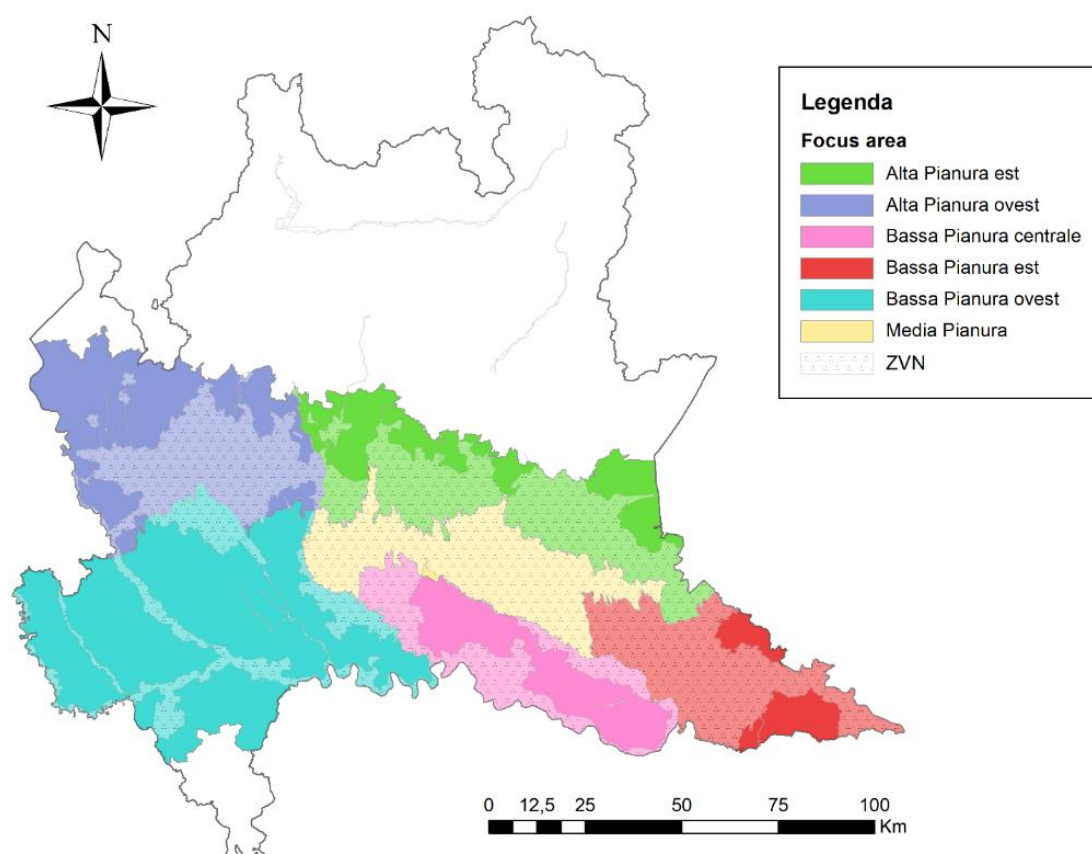 N
Legenda
Focus area
Alta Pianura est
Alta Pianura ovest
Bassa Pianura centrale
Bassa Pianura est
Bassa Pianura ovest
Media Pianura
ZVN
0 12,5 25 50 75 100
Km